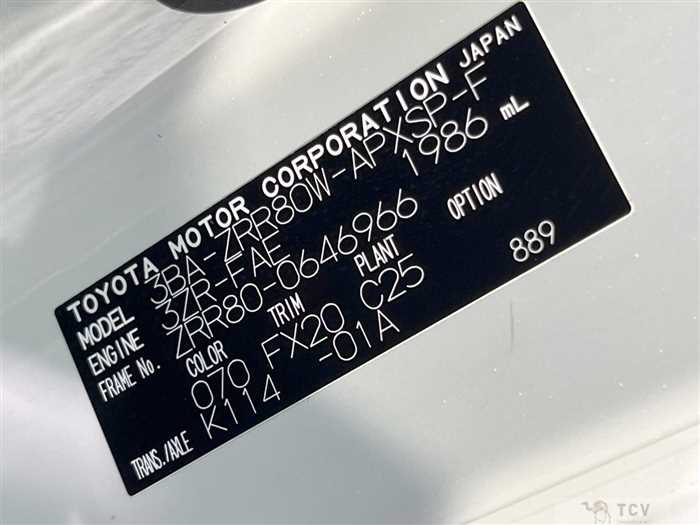 TOYOTA MOTOR CORPORATION JAPAN
MODEL 3BA-ZRR80W-APXSP-F
ENGINE 3ZR-FAE 1986 mL
FRAME No. ZRR80-0646966
COLOR TRIM PLANT OPTION
070 FX20 C25 889
TRANS./AXLE K114 -01A
TCV